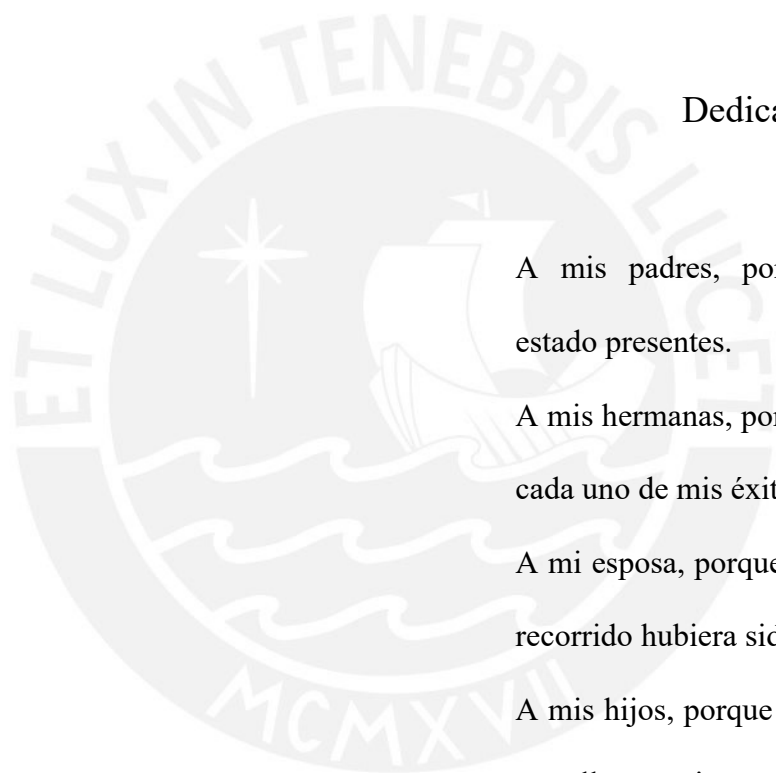 ET LUX IN TENEBRIS LUCET
MCMXVII
Dedica
A mis padres, por
estado presentes.
A mis hermanas, por
cada uno de mis éxit
A mi esposa, porque
recorrido hubiera sid
A mis hijos, porque